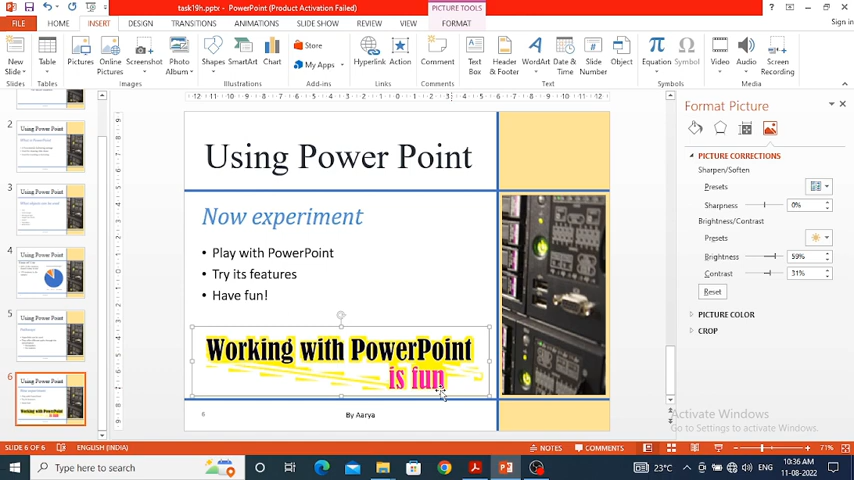 task19h.pptx - PowerPoint (Product Activation Failed)
PICTURE TOOLS
Sign in
FILE HOME INSERT DESIGN TRANSITIONS ANIMATIONS SLIDE SHOW REVIEW VIEW FORMAT
New Slide
Table
Pictures
Online Pictures
Screenshot
Photo Album
Shapes
SmartArt
Chart
Store
My Apps
Hyperlink
Action
Comment
Text Box
Header & Footer
WordArt
Date & Time
Slide Number
Object
Equation
Symbol
Video
Audio
Screen Recording
Slides Tables Images Illustrations Add-ins Links Comments Text Symbols Media
Format Picture
PICTURE CORRECTIONS
Sharpen/Soften
Presets
Sharpness: 0%
Brightness/Contrast
Presets
Brightness: 59%
Contrast: 31%
Reset
PICTURE COLOR
CROP
2
3
4
5
6
Using Power Point
Now experiment
• Play with PowerPoint
• Try its features
• Have fun!
Working with PowerPoint
is fun
6 By Aarya
Activate Windows
Go to Settings to activate Windows.
SLIDE 6 OF 6 ENGLISH (INDIA) NOTES COMMENTS 71%
Type here to search
23°C ENG 10:36 AM
11-08-2022